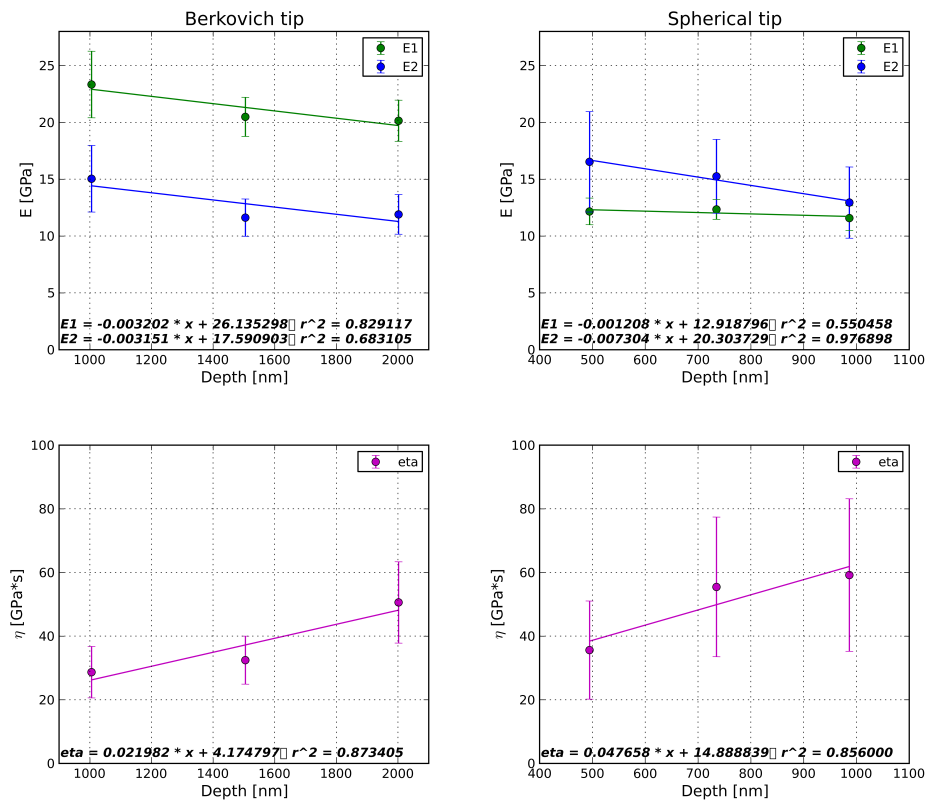 Berkovich tip
E1
E2
E [GPa]
25
20
15
10
5
0
E1 = -0.003202 * x + 26.135298▯ r^2 = 0.829117
E2 = -0.003151 * x + 17.590903▯ r^2 = 0.683105
1000 1200 1400 1600 1800 2000
Depth [nm]
Spherical tip
E1
E2
E [GPa]
25
20
15
10
5
0
E1 = -0.001208 * x + 12.918796▯ r^2 = 0.550458
E2 = -0.007304 * x + 20.303729▯ r^2 = 0.976898
400 500 600 700 800 900 1000 1100
Depth [nm]
eta
η [GPa*s]
100
80
60
40
20
0
eta = 0.021982 * x + 4.174797▯ r^2 = 0.873405
1000 1200 1400 1600 1800 2000
Depth [nm]
eta
η [GPa*s]
100
80
60
40
20
0
eta = 0.047658 * x + 14.888839▯ r^2 = 0.856000
400 500 600 700 800 900 1000 1100
Depth [nm]